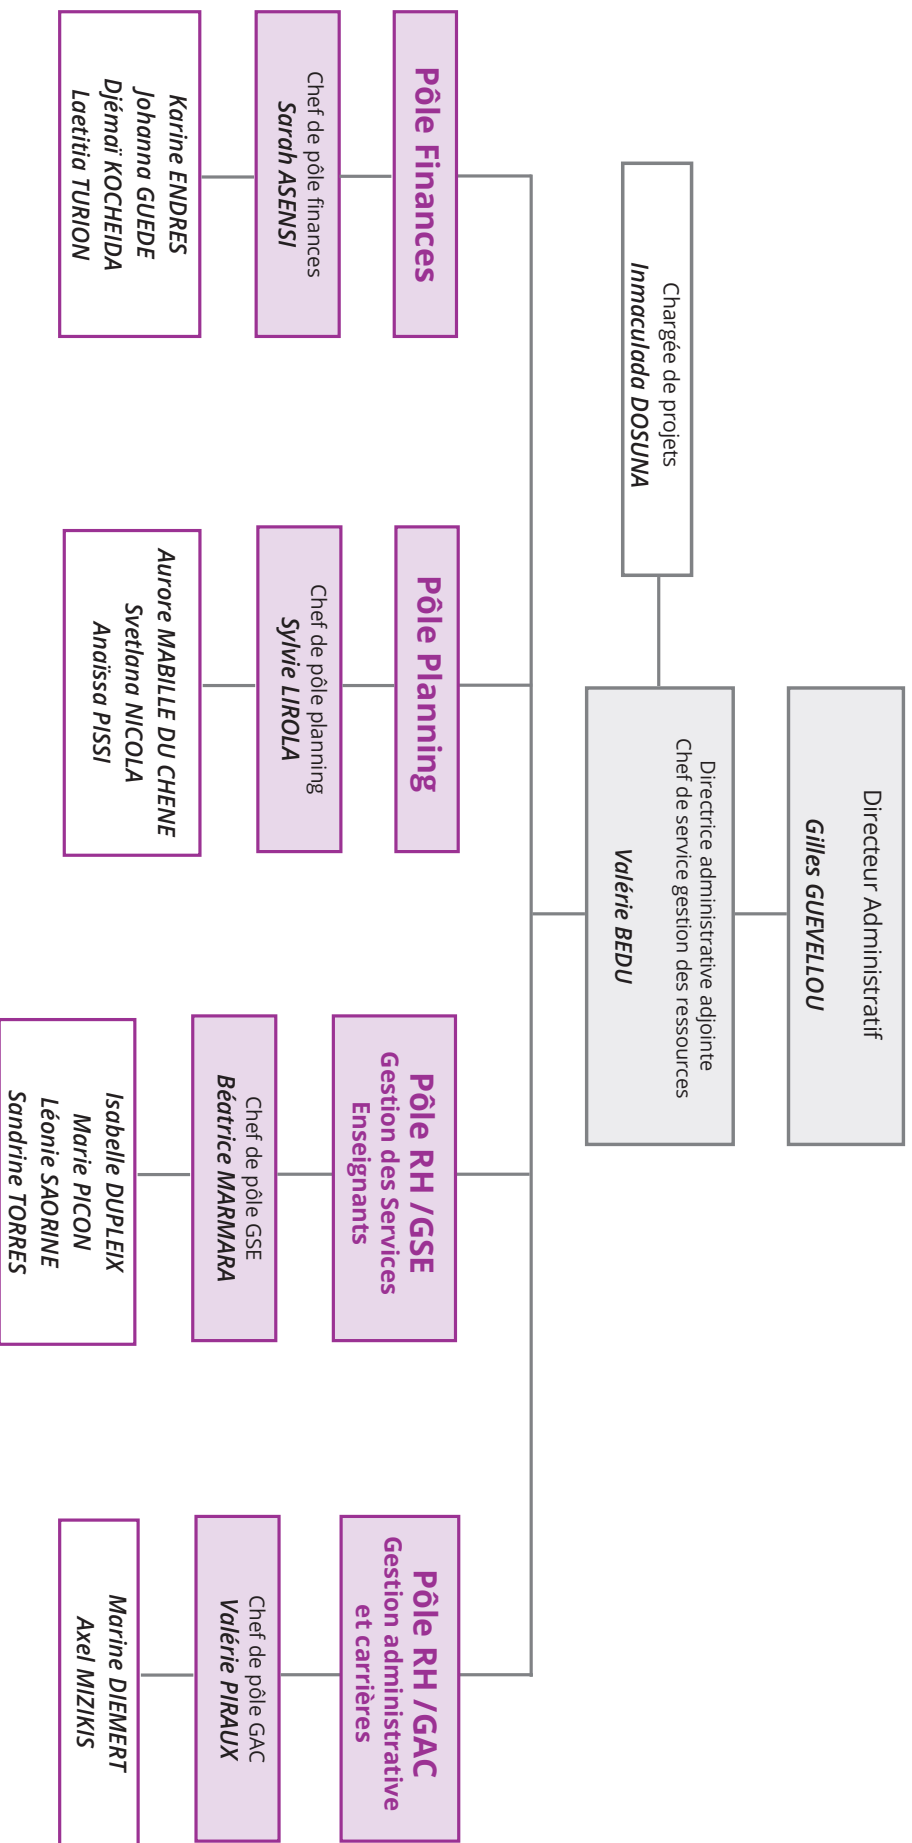 Directeur Administratif
Gilles GUEVELLOU
Directrice administrative adjointe
Chef de service gestion des ressources
Valérie BEDU
Chargée de projets
Inmaculada DOSUNA
Pôle Finances
Chef de pôle finances
Sarah ASENSI
Karine ENDRES
Johanna GUEDE
Djémaï KOCHEIDA
Laetitia TURION
Pôle Planning
Chef de pôle planning
Sylvie LIROLA
Aurore MABILLE DU CHENE
Svetlana NICOLA
Anaïssa PISSI
Pôle RH /GSE
Gestion des Services
Enseignants
Chef de pôle GSE
Béatrice MARMARA
Isabelle DUPLEIX
Marie PICON
Léonie SAORINE
Sandrine TORRES
Pôle RH /GAC
Gestion administrative
et carrières
Chef de pôle GAC
Valérie PIRAUX
Marine DIEMERT
Axel MIZIKIS